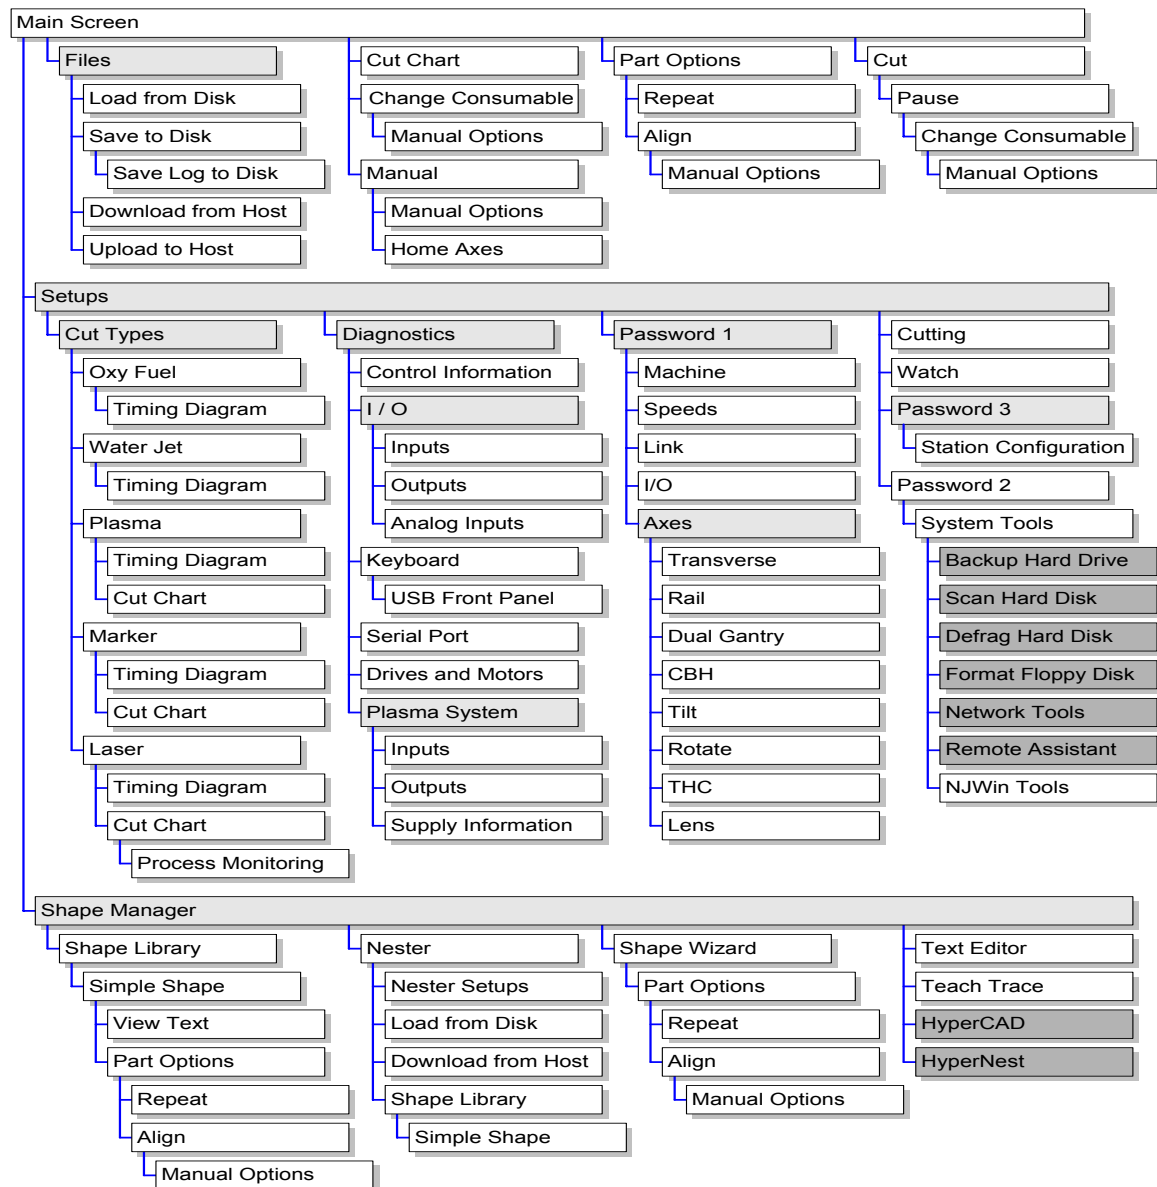 Main Screen
Files
Load from Disk
Save to Disk
Save Log to Disk
Download from Host
Upload to Host
Cut Chart
Change Consumable
Manual Options
Manual
Manual Options
Home Axes
Part Options
Repeat
Align
Manual Options
Cut
Pause
Change Consumable
Manual Options
Setups
Cut Types
Oxy Fuel
Timing Diagram
Water Jet
Timing Diagram
Plasma
Timing Diagram
Cut Chart
Marker
Timing Diagram
Cut Chart
Laser
Timing Diagram
Cut Chart
Process Monitoring
Diagnostics
Control Information
I / O
Inputs
Outputs
Analog Inputs
Keyboard
USB Front Panel
Serial Port
Drives and Motors
Plasma System
Inputs
Outputs
Supply Information
Password 1
Machine
Speeds
Link
I/O
Axes
Transverse
Rail
Dual Gantry
CBH
Tilt
Rotate
THC
Lens
Cutting
Watch
Password 3
Station Configuration
Password 2
System Tools
Backup Hard Drive
Scan Hard Disk
Defrag Hard Disk
Format Floppy Disk
Network Tools
Remote Assistant
NJWin Tools
Shape Manager
Shape Library
Simple Shape
View Text
Part Options
Repeat
Align
Manual Options
Nester
Nester Setups
Load from Disk
Download from Host
Shape Library
Simple Shape
Shape Wizard
Part Options
Repeat
Align
Manual Options
Text Editor
Teach Trace
HyperCAD
HyperNest